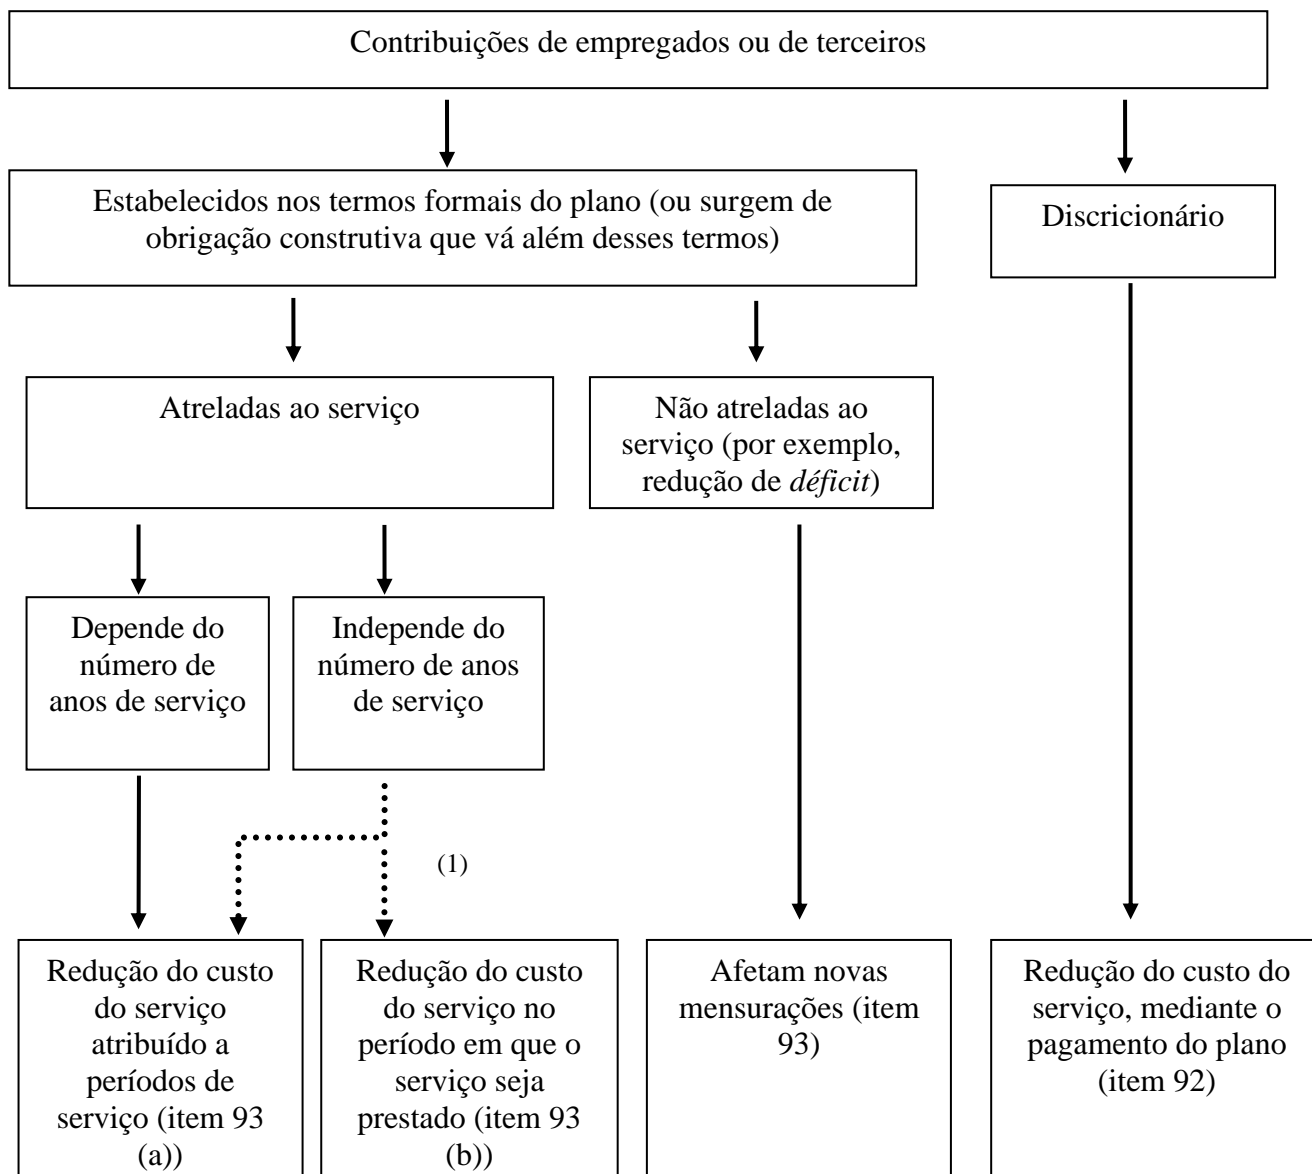 Contribuições de empregados ou de terceiros
Estabelecidos nos termos formais do plano (ou surgem de
obrigação construtiva que vá além desses termos)
Discricionário
Atreladas ao serviço
Não atreladas ao
serviço (por exemplo,
redução de déficit)
Depende do
número de
anos de serviço
Independe do
número de anos
de serviço
(1)
Redução do custo
do serviço
atribuído a
períodos de
serviço (item 93
(a))
Redução do custo
do serviço no
período em que o
serviço seja
prestado (item 93
(b))
Afetam novas
mensurações (item
93)
Redução do custo do
serviço, mediante o
pagamento do plano
(item 92)